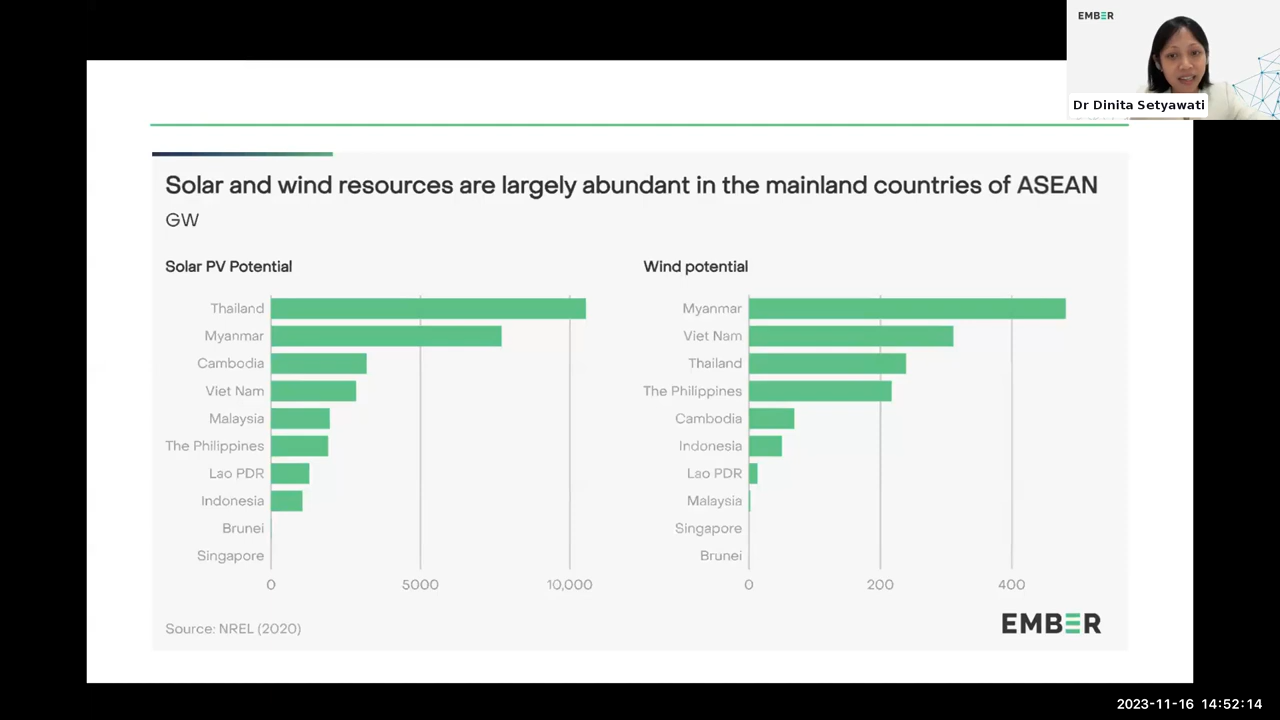 EMBER
Dr Dinita Setyawati
Solar and wind resources are largely abundant in the mainland countries of ASEAN
GW
Solar PV Potential
Thailand
Myanmar
Cambodia
Viet Nam
Malaysia
The Philippines
Lao PDR
Indonesia
Brunei
Singapore
0 5000 10,000
Wind potential
Myanmar
Viet Nam
Thailand
The Philippines
Cambodia
Indonesia
Lao PDR
Malaysia
Singapore
Brunei
0 200 400
Source: NREL (2020)
EMBER
2023-11-16 14:52:14